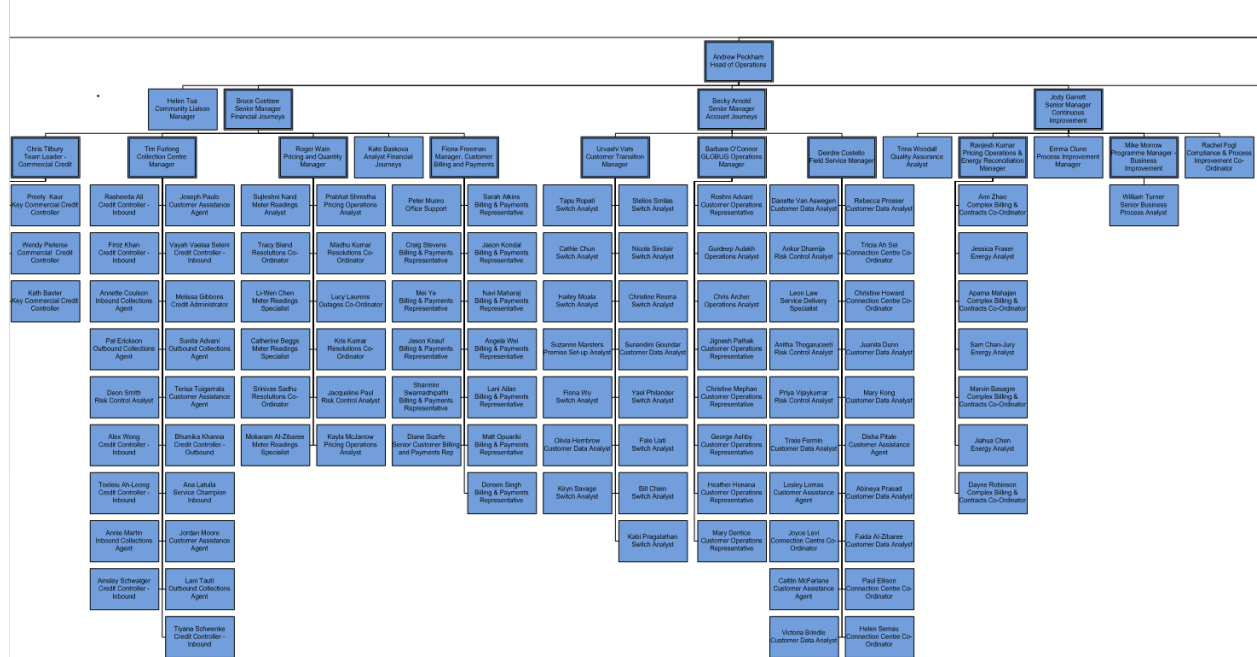 Andrew Peckham
Head of Operations
Helen Tua
Community Liaison
Manager
Bruce Coetzee
Senior Manager
Financial Journeys
Becky Arnold
Senior Manager
Account Journeys
Jody Garrett
Senior Manager
Continuous
Improvement
Chris Tilbury
Team Leader -
Commercial Credit
Tim Furlong
Collection Centre
Manager
Roger Wain
Pricing and Quantity
Manager
Kate Baskova
Analyst Financial
Journeys
Fiona Freeman
Manager, Customer
Billing and Payments
Urvashi Vats
Customer Transition
Manager
Barbara O'Connor
GLOBUG Operations
Manager
Deirdre Costello
Field Service Manager
Trina Woodall
Quality Assurance
Analyst
Ranjesh Kumar
Pricing Operations &
Energy Reconciliation
Manager
Emma Clune
Process Improvement
Manager
Mike Morrow
Programme Manager -
Business
Improvement
Rachel Fogl
Compliance & Process
Improvement Co-
Ordinator
Preety Kaur
Key Commercial Credit
Controller
Rasheeda Ali
Credit Controller -
Inbound
Joseph Paulo
Customer Assistance
Agent
Sujleshni Nand
Resolutions
Analyst
Prabhat Shrestha
Pricing Operations
Analyst
Peter Munro
Office Support
Sarah Atkins
Billing & Payments
Representative
Tapu Ropati
Switch Analyst
Stelios Smilas
Switch Analyst
Roshni Advani
Customer Operations
Representative
Danette Van Aswegen
Customer Data Analyst
Rebecca Prosser
Customer Data Analyst
Ann Zhao
Complex Billing &
Contracts Co-Ordinator
William Turner
Senior Business
Process Analyst
Wendy Pieterse
Commercial Credit
Controller
Firoz Khan
Credit Controller -
Inbound
Vayah Vaelaa Seleni
Credit Controller -
Inbound
Tracy Bland
Resolutions Co-
Ordinator
Madhu Kumar
Resolutions Co-
Ordinator
Craig Stevens
Billing & Payments
Representative
Jason Kondal
Billing & Payments
Representative
Cathie Chun
Switch Analyst
Nicola Sinclair
Switch Analyst
Gurdeep Aulakh
Operations Analyst
Ankur Dhamija
Risk Control Analyst
Tricia Ah Sei
Connection Centre Co-
Ordinator
Jessica Fraser
Energy Analyst
Kath Baxter
Key Commercial Credit
Controller
Annette Coulson
Inbound Collections
Agent
Melissa Gibbons
Credit Administrator
Li-Wen Chen
Meter Readings
Specialist
Lucy Laurens
Outages Co-Ordinator
Mei Ye
Billing & Payments
Representative
Navi Maharaj
Billing & Payments
Representative
Hailey Moala
Switch Analyst
Christine Resma
Switch Analyst
Chris Archer
Operations Analyst
Leon Law
Service Delivery
Specialist
Christine Howard
Connection Centre Co-
Ordinator
Aparna Mahajan
Complex Billing &
Contracts Co-Ordinator
Pat Erickson
Outbound Collections
Agent
Sunita Advani
Outbound Collections
Agent
Catherine Beggs
Meter Readings
Specialist
Kris Kumar
Resolutions Co-
Ordinator
Jason Knauf
Billing & Payments
Representative
Angela Wei
Billing & Payments
Representative
Suzanne Marsters
Premise Set-up Analyst
Sunandini Goundar
Customer Data Analyst
Jigneeh Pathak
Customer Operations
Representative
Anitha Thogaruceeti
Risk Control Analyst
Juanita Dunn
Customer Data Analyst
Sam Chan-Jury
Energy Analyst
Deon Smith
Risk Control Analyst
Terisa Tuigamala
Customer Assistance
Agent
Srinivas Sadhu
Resolutions Co-
Ordinator
Jacqueline Paul
Risk Control Analyst
Sharmini
Swarnadhipathi
Billing & Payments
Representative
Lani Ailao
Billing & Payments
Representative
Fiona Wu
Switch Analyst
Yael Philander
Switch Analyst
Christine Mephan
Customer Operations
Representative
Priya Vijaykumar
Risk Control Analyst
Mary Kong
Customer Data Analyst
Marvin Basagre
Complex Billing &
Contracts Co-Ordinator
Alex Wong
Credit Controller -
Inbound
Bhumika Khanna
Credit Controller -
Outbound
Mokaram Al-Zibaree
Meter Readings
Specialist
Kayla McJarrow
Pricing Operations
Analyst
Diane Scarfe
Senior Customer Billing
and Payments Rep
Matt Opuariki
Billing & Payments
Representative
Olivia Hembrow
Customer Data Analyst
Fale Liati
Switch Analyst
George Ashby
Customer Operations
Representative
Trixie Fermin
Customer Data Analyst
Disha Pitale
Customer Assistance
Agent
Jiahua Chen
Energy Analyst
Toeleiu Ah-Leong
Credit Controller -
Inbound
Ana Latuila
Service Champion
Inbound
Doreen Singh
Billing & Payments
Representative
Kiryn Savage
Switch Analyst
Bill Chien
Switch Analyst
Heather Honana
Customer Operations
Representative
Lesley Lomas
Customer Assistance
Agent
Abineya Prasad
Customer Data Analyst
Dayne Robinson
Complex Billing &
Contracts Co-Ordinator
Annie Martin
Inbound Collections
Agent
Jordan Moore
Customer Assistance
Agent
Kabi Pragalathan
Switch Analyst
Mary Dentice
Customer Operations
Representative
Joyce Levi
Connection Centre Co-
Ordinator
Faida Al-Zibaree
Customer Data Analyst
Ainsley Schwalger
Credit Controller -
Inbound
Lani Tauti
Outbound Collections
Agent
Caitlin McFarlane
Customer Assistance
Agent
Paul Ellison
Connection Centre Co-
Ordinator
Tiyana Schwenke
Credit Controller -
Inbound
Victoria Brindle
Customer Data Analyst
Helen Semau
Connection Centre Co-
Ordinator